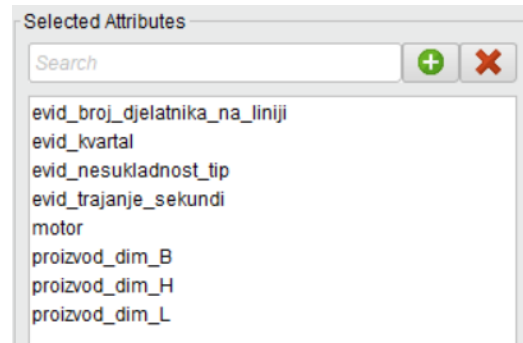 Selected Attributes
Search
evid_broj_djelatnika_na_liniji
evid_kvartal
evid_nesukladnost_tip
evid_trajanje_sekundi
motor
proizvod_dim_B
proizvod_dim_H
proizvod_dim_L